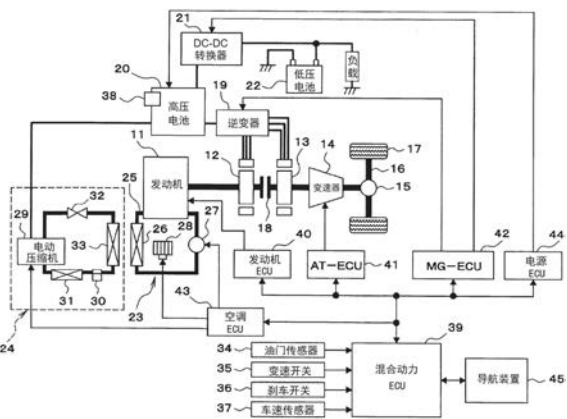 21
DC-DC
转换器
20
38
高压
电池
19
逆变器
22
低压
电池
负载
11
发动机
12
13
14
变速器
17
16
15
18
25
26
28
27
29
电动
压缩机
32
33
31
30
24
23
40
发动机
ECU
AT-ECU
41
MG-ECU
42
44
电源
ECU
43
空调
ECU
39
混合动力
ECU
34
油门传感器
35
变速开关
36
刹车开关
37
车速传感器
导航装置
45